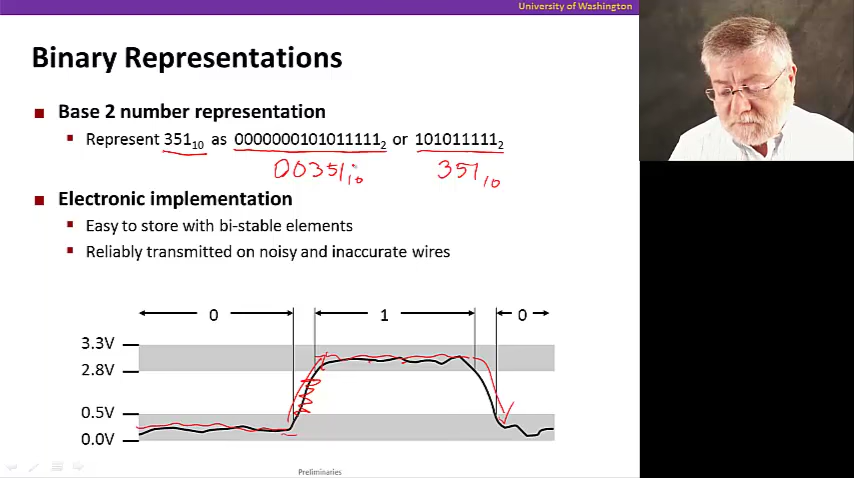 University of Washington
Binary Representations
Base 2 number representation
Represent 351₁₀ as 0000000101011111₂ or 101011111₂
00351₁₀ 351₁₀
Electronic implementation
Easy to store with bi-stable elements
Reliably transmitted on noisy and inaccurate wires
0 1 0
3.3V
2.8V
0.5V
0.0V
Preliminaries